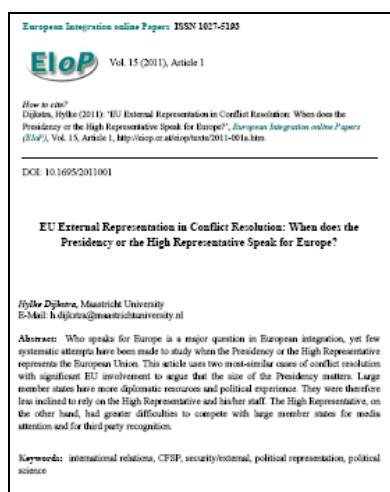 European Integration online Papers ISSN 1027-5193
EIoP Vol. 15 (2011), Article 1
How to cite?
Dijkstra, Hylke (2011): 'EU External Representation in Conflict Resolution: When does the
Presidency or the High Representative Speak for Europe?', European Integration online Papers
(EIoP), Vol. 15, Article 1, http://eiop.or.at/eiop/texte/2011-001a.htm.
DOI: 10.1695/2011001
EU External Representation in Conflict Resolution: When does the
Presidency or the High Representative Speak for Europe?
Hylke Dijkstra, Maastricht University
E-Mail: h.dijkstra@maastrichtuniversity.nl
Abstract: Who speaks for Europe is a major question in European integration, yet few
systematic attempts have been made to study when the Presidency or the High Representative
represents the European Union. This article uses two most-similar cases of conflict resolution
with significant EU involvement to argue that the size of the Presidency matters. Large
member states have more diplomatic resources and political experience. They were therefore
less inclined to rely on the High Representative and his/her staff. The High Representative, on
the other hand, had greater difficulties to compete with large member states for media
attention and for third party recognition.
Keywords: international relations, CFSP, security/external, political representation, political
science